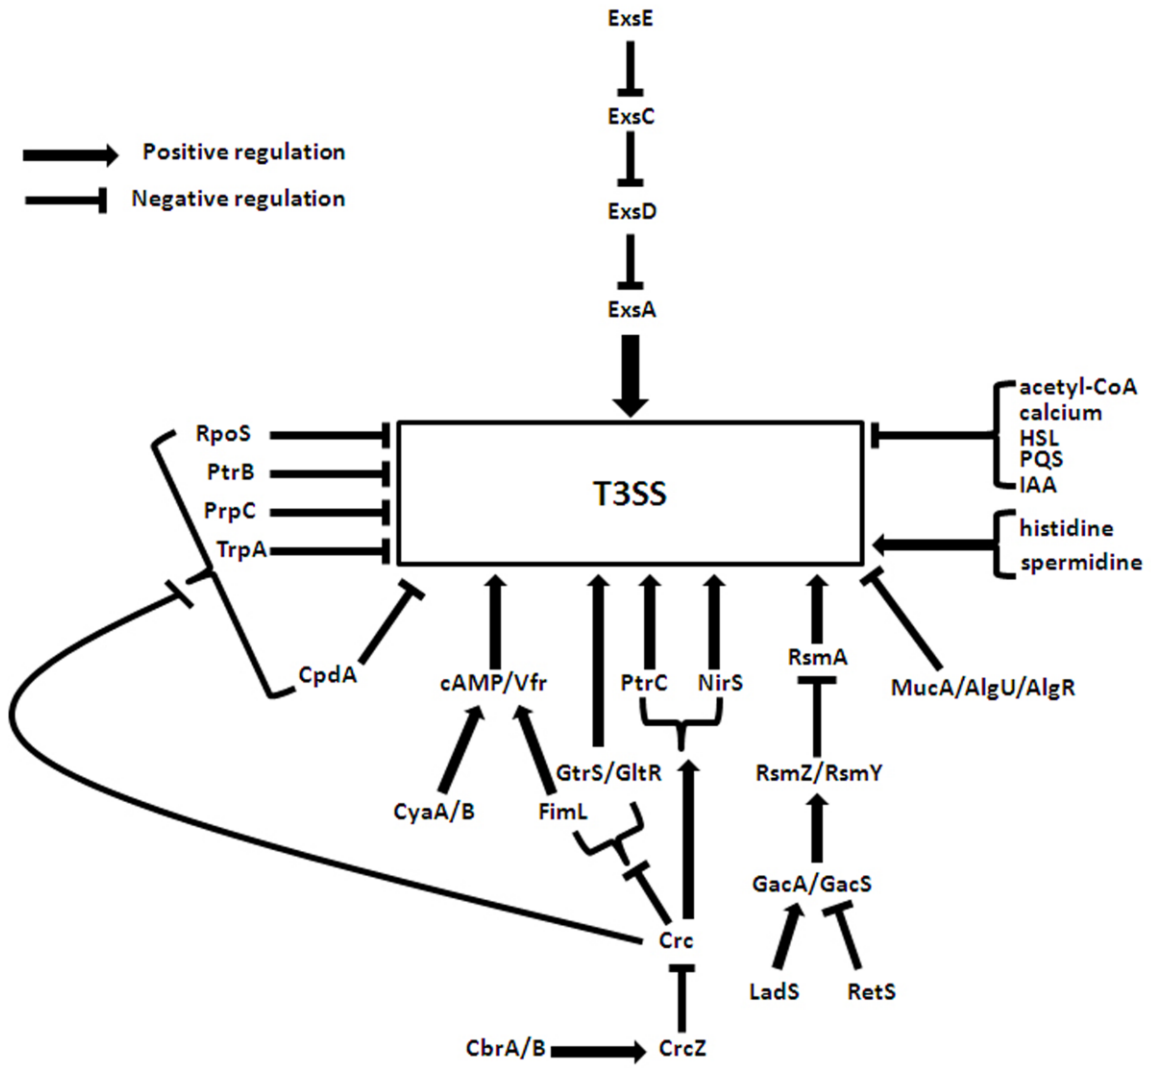 ExsE
ExsC
Positive regulation
Negative regulation
ExsD
ExsA
acetyl-CoA
calcium
HSL
PQS
IAA
RpoS
PtrB
PrpC
TrpA
T3SS
histidine
spermidine
CpdA
cAMP/Vfr
PtrC
NirS
RsmA
MucA/AlgU/AlgR
GtrS/GltR
RsmZ/RsmY
CyaA/B
FimL
GacA/GacS
Crc
LadS
RetS
CbrA/B
CrcZ